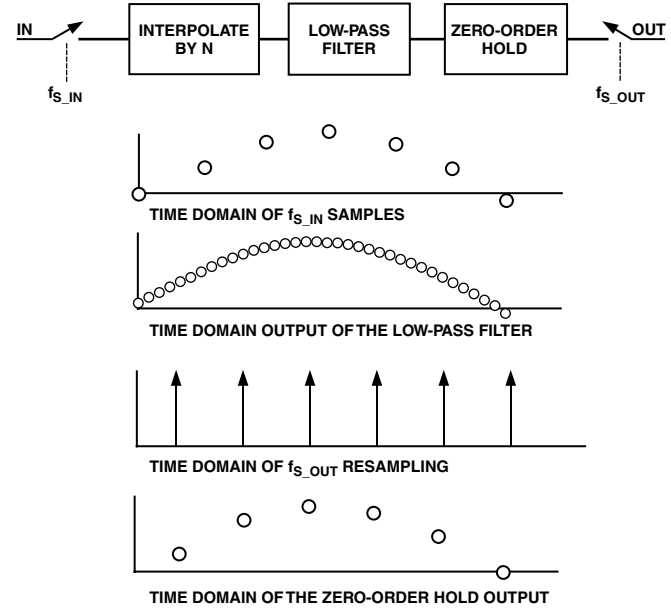 IN
INTERPOLATE
BY N
LOW-PASS
FILTER
ZERO-ORDER
HOLD
OUT
fS_IN
fS_OUT
TIME DOMAIN OF fS_IN SAMPLES
TIME DOMAIN OUTPUT OF THE LOW-PASS FILTER
TIME DOMAIN OF fS_OUT RESAMPLING
TIME DOMAIN OF THE ZERO-ORDER HOLD OUTPUT